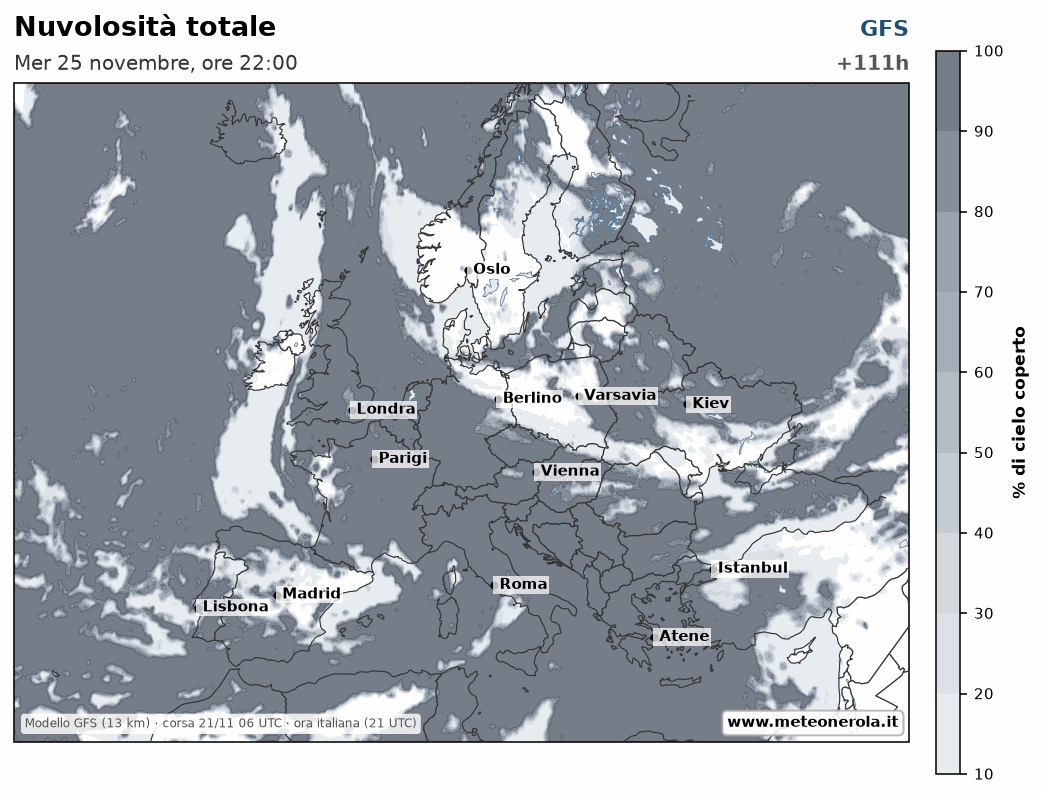 Nuvolosità totale
GFS
Mer 25 novembre, ore 22:00
+111h
100
90
80
70
60
50
40
30
20
10
% di cielo coperto
Oslo
Londra
Berlino
Varsavia
Kiev
Parigi
Vienna
Istanbul
Roma
Madrid
Lisbona
Atene
Modello GFS (13 km) · corsa 21/11 06 UTC · ora italiana (21 UTC)
www.meteonerola.it